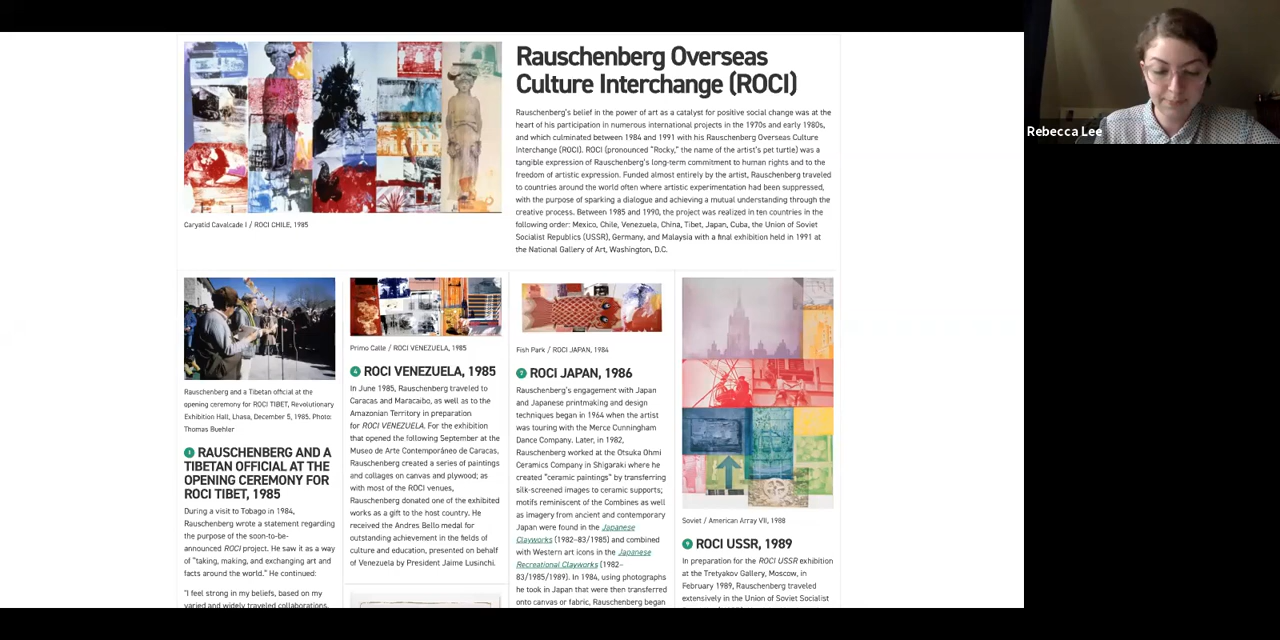 Rauschenberg Overseas
Culture Interchange (ROCI)
Rauschenberg's belief in the power of art as a catalyst for positive social change was at the
heart of his participation in numerous international projects in the 1970s and early 1980s,
and which culminated between 1984 and 1991 with his Rauschenberg Overseas Culture
Interchange (ROCI). ROCI (pronounced "Rocky," the name of the artist's pet turtle) was a
tangible expression of Rauschenberg's long-term commitment to human rights and to the
freedom of artistic expression. Funded almost entirely by the artist, Rauschenberg traveled
to countries around the world often where artistic experimentation had been suppressed,
with the purpose of sparking a dialogue and achieving a mutual understanding through the
creative process. Between 1985 and 1990, the project was realized in ten countries in the
following order: Mexico, Chile, Venezuela, China, Tibet, Japan, Cuba, the Union of Soviet
Socialist Republics (USSR), Germany, and Malaysia with a final exhibition held in 1991 at
the National Gallery of Art, Washington, D.C.
Caryatid Cavalcade I / ROCI CHILE, 1985
Rauschenberg and a Tibetan official at the
opening ceremony for ROCI TIBET, Revolutionary
Exhibition Hall, Lhasa, December 5, 1985. Photo:
Thomas Buehler
1 RAUSCHENBERG AND A
TIBETAN OFFICIAL AT THE
OPENING CEREMONY FOR
ROCI TIBET, 1985
During a visit to Tobago in 1984,
Rauschenberg wrote a statement regarding
the purpose of the soon-to-be-
announced ROCI project. He saw it as a way
of "taking, making, and exchanging art and
facts around the world." He continued:
"I feel strong in my beliefs, based on my
varied and widely traveled collaborations,
Primo Calle / ROCI VENEZUELA, 1985
4 ROCI VENEZUELA, 1985
In June 1985, Rauschenberg traveled to
Caracas and Maracaibo, as well as to the
Amazonian Territory in preparation
for ROCI VENEZUELA. For the exhibition
that opened the following September at the
Museo de Arte Contemporáneo de Caracas,
Rauschenberg created a series of paintings
and collages on canvas and plywood; as
with most of the ROCI venues,
Rauschenberg donated one of the exhibited
works as a gift to the host country. He
received the Andres Bello medal for
outstanding achievement in the fields of
culture and education, presented on behalf
of Venezuela by President Jaime Lusinchi.
Fish Park / ROCI JAPAN, 1984
7 ROCI JAPAN, 1986
Rauschenberg's engagement with Japan
and Japanese printmaking and design
techniques began in 1964 when the artist
was touring with the Merce Cunningham
Dance Company. Later, in 1982,
Rauschenberg worked at the Otsuka Ohmi
Ceramics Company in Shigaraki where he
created "ceramic paintings" by transferring
silk-screened images to ceramic supports;
motifs reminiscent of the Combines as well
as imagery from ancient and contemporary
Japan were found in the Japanese
Clayworks (1982–83/1985) and combined
with Western art icons in the Japanese
Recreational Clayworks (1982–
83/1985/1989). In 1984, using photographs
he took in Japan that were then transferred
onto canvas or fabric, Rauschenberg began
Soviet / American Array VII, 1988
9 ROCI USSR, 1989
In preparation for the ROCI USSR exhibition
at the Tretyakov Gallery, Moscow, in
February 1989, Rauschenberg traveled
extensively in the Union of Soviet Socialist
Rebecca Lee